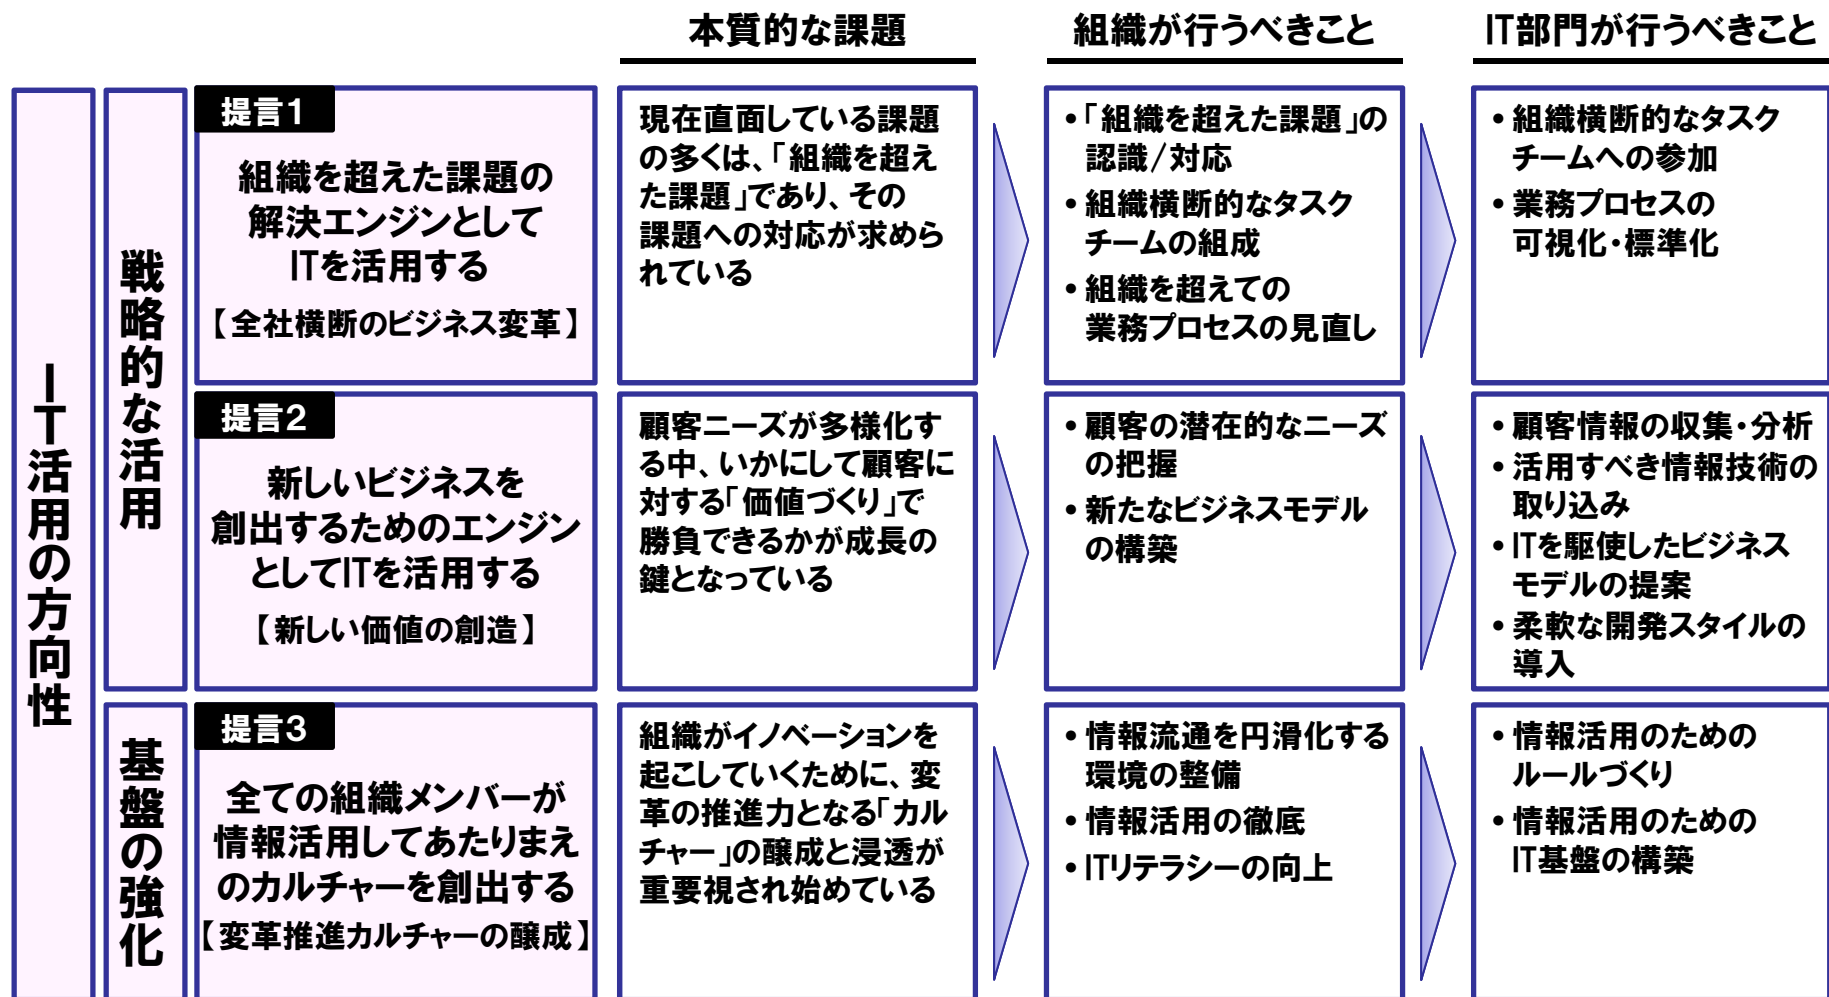 本質的な課題
組織が行うべきこと
IT部門が行うべきこと
IT活用の方向性
戦略的な活用
提言1
組織を超えた課題の
解決エンジンとして
ITを活用する
【全社横断のビジネス変革】
現在直面している課題
の多くは、「組織を超え
た課題」であり、その
課題への対応が求めら
れている
•「組織を超えた課題」の
認識/対応
•組織横断的なタスク
チームの組成
•組織を超えての
業務プロセスの見直し
•組織横断的なタスク
チームへの参加
•業務プロセスの
可視化・標準化
提言2
新しいビジネスを
創出するためのエンジン
としてITを活用する
【新しい価値の創造】
顧客ニーズが多様化す
る中、いかにして顧客に
対する「価値づくり」で
勝負できるかが成長の
鍵となっている
•顧客の潜在的なニーズ
の把握
•新たなビジネスモデル
の構築
•顧客情報の収集・分析
•活用すべき情報技術の
取り込み
•ITを駆使したビジネス
モデルの提案
•柔軟な開発スタイルの
導入
基盤の強化
提言3
全ての組織メンバーが
情報活用してあたりまえ
のカルチャーを創出する
【変革推進カルチャーの醸成】
組織がイノベーションを
起こしていくために、変
革の推進力となる「カル
チャー」の醸成と浸透が
重要視され始めている
•情報流通を円滑化する
環境の整備
•情報活用の徹底
•ITリテラシーの向上
•情報活用のための
ルールづくり
•情報活用のための
IT基盤の構築